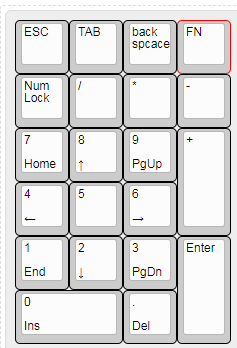 ESC TAB back spcace FN
Num Lock / * -
7 8 9 +
Home ↑ PgUp
4 5 6
← →
1 2 3 Enter
End ↓ PgDn
0 .
Ins Del